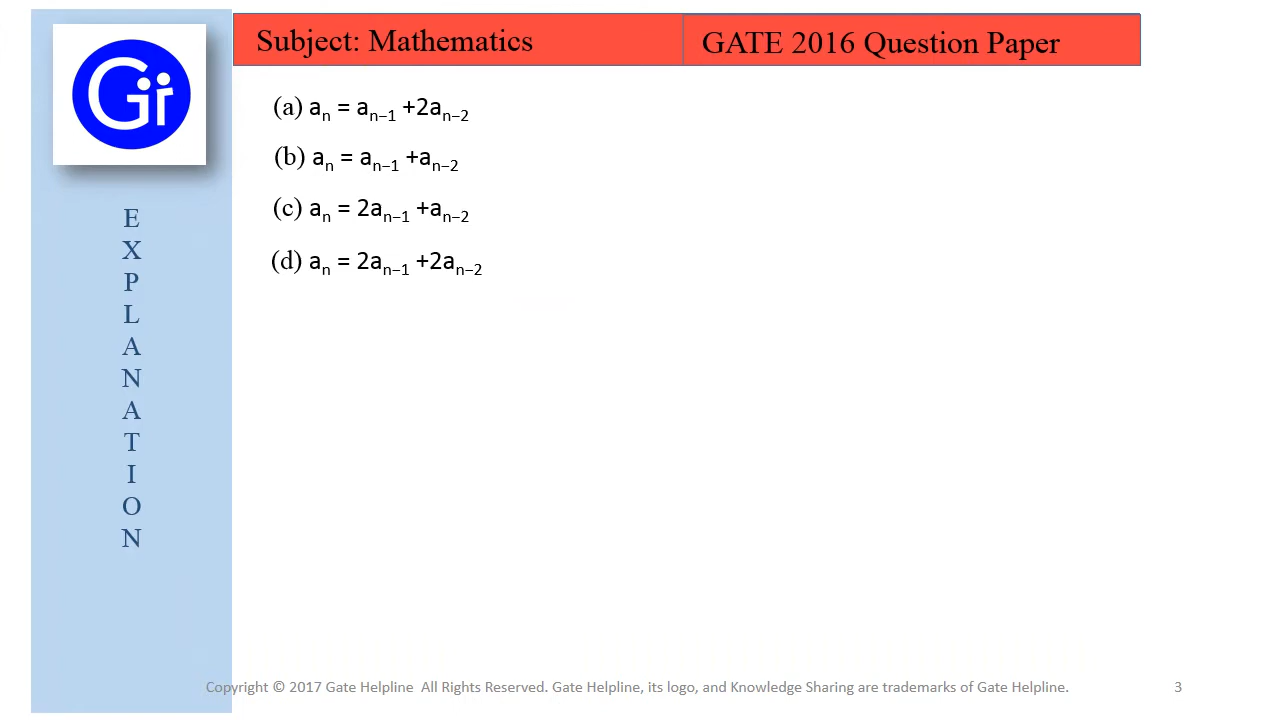 Gi
Subject: Mathematics
GATE 2016 Question Paper
(a) aₙ = aₙ₋₁ +2aₙ₋₂
(b) aₙ = aₙ₋₁ +aₙ₋₂
(c) aₙ = 2aₙ₋₁ +aₙ₋₂
(d) aₙ = 2aₙ₋₁ +2aₙ₋₂
E
X
P
L
A
N
A
T
I
O
N
Copyright © 2017 Gate Helpline All Rights Reserved. Gate Helpline, its logo, and Knowledge Sharing are trademarks of Gate Helpline.
3